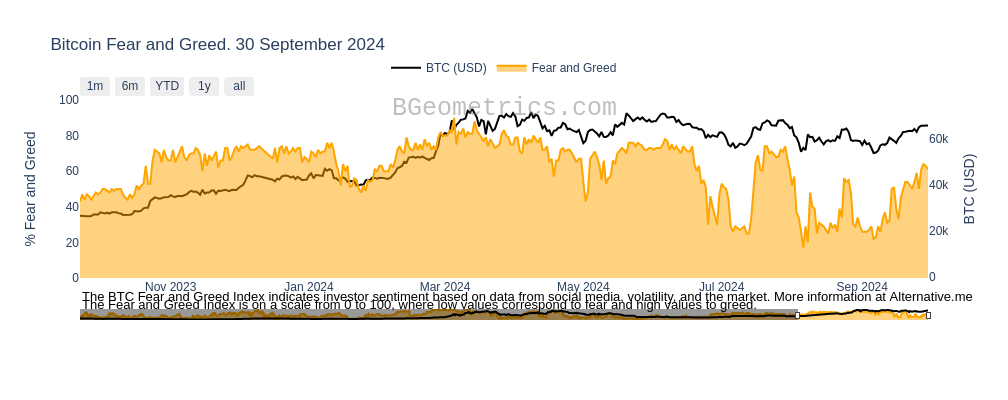 Bitcoin Fear and Greed. 30 September 2024
BTC (USD) Fear and Greed
1m 6m YTD 1y all
BGeometrics.com
100
80
60
40
20
0
% Fear and Greed
60k
40k
20k
0
BTC (USD)
Nov 2023 Jan 2024 Mar 2024 May 2024 Jul 2024 Sep 2024
The BTC Fear and Greed Index indicates investor sentiment based on data from social media, volatility, and the market. More information at Alternative.me
The Fear and Greed Index is on a scale from 0 to 100, where low values correspond to fear and high values to greed.